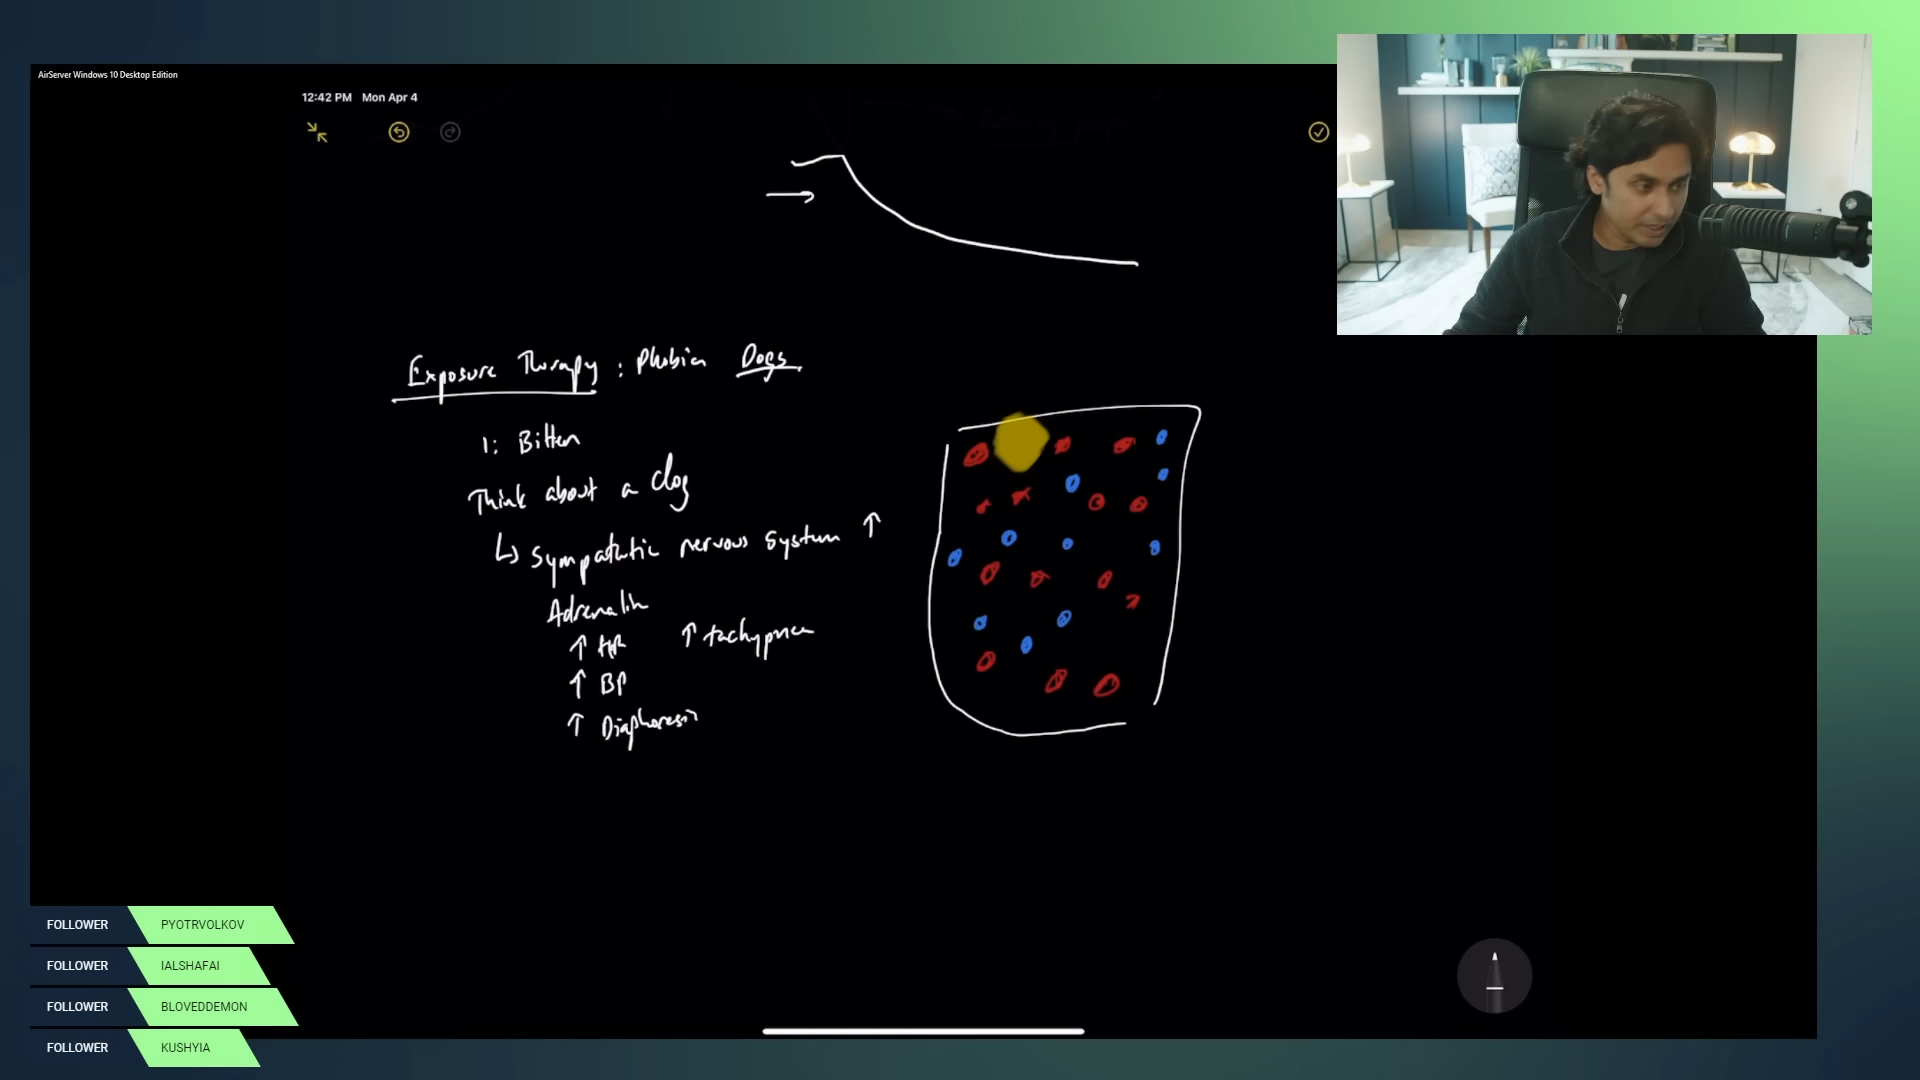 AirServer Windows 10 Desktop Edition
12:42 PM Mon Apr 4
Exposure Therapy : Phobia Dogs
1: Bitten
Think about a dog
↳ Sympathetic nervous system ↑
Adrenalin
↑ HR ↑ tachypnea
↑ BP
↑ Diaphoresis
FOLLOWER PYOTRVOLKOV
FOLLOWER IALSHAFAI
FOLLOWER BLOVEDDEMON
FOLLOWER KUSHYIA